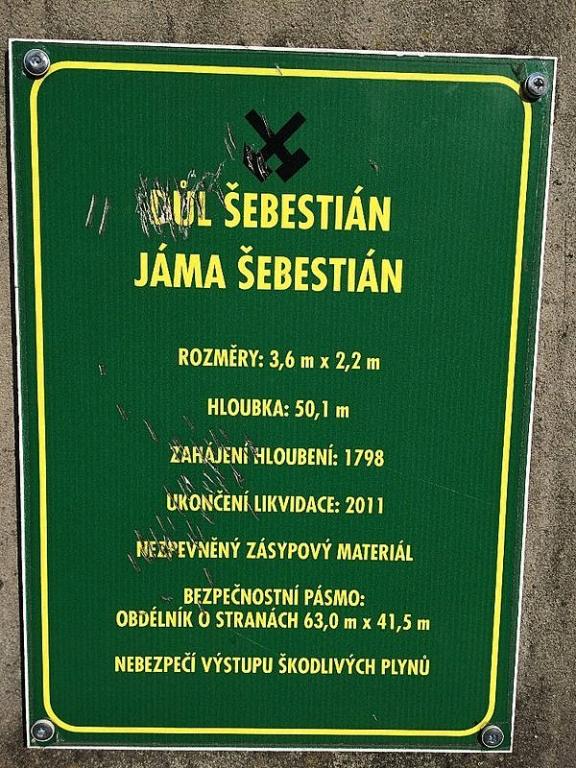 DŮL ŠEBESTIÁN
JÁMA ŠEBESTIÁN
ROZMĚRY: 3,6 m x 2,2 m
HLOUBKA: 50,1 m
ZAHÁJENÍ HLOUBENÍ: 1798
UKONČENÍ LIKVIDACE: 2011
NEZPEVNĚNÝ ZÁSYPOVÝ MATERIÁL
BEZPEČNOSTNÍ PÁSMO:
OBDÉLNÍK O STRANÁCH 63,0 m x 41,5 m
NEBEZPEČÍ VÝSTUPU ŠKODLIVÝCH PLYNŮ